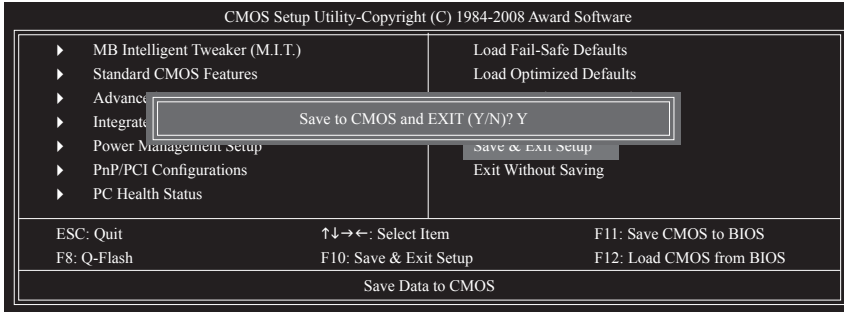 CMOS Setup Utility-Copyright (C) 1984-2008 Award Software
MB Intelligent Tweaker (M.I.T.)
Standard CMOS Features
Power Management Setup
PnP/PCI Configurations
PC Health Status
Load Fail-Safe Defaults
Load Optimized Defaults
Save & Exit Setup
Exit Without Saving
Save to CMOS and EXIT (Y/N)? Y
ESC: Quit ↑↓→←: Select Item F11: Save CMOS to BIOS
F8: Q-Flash F10: Save & Exit Setup F12: Load CMOS from BIOS
Save Data to CMOS